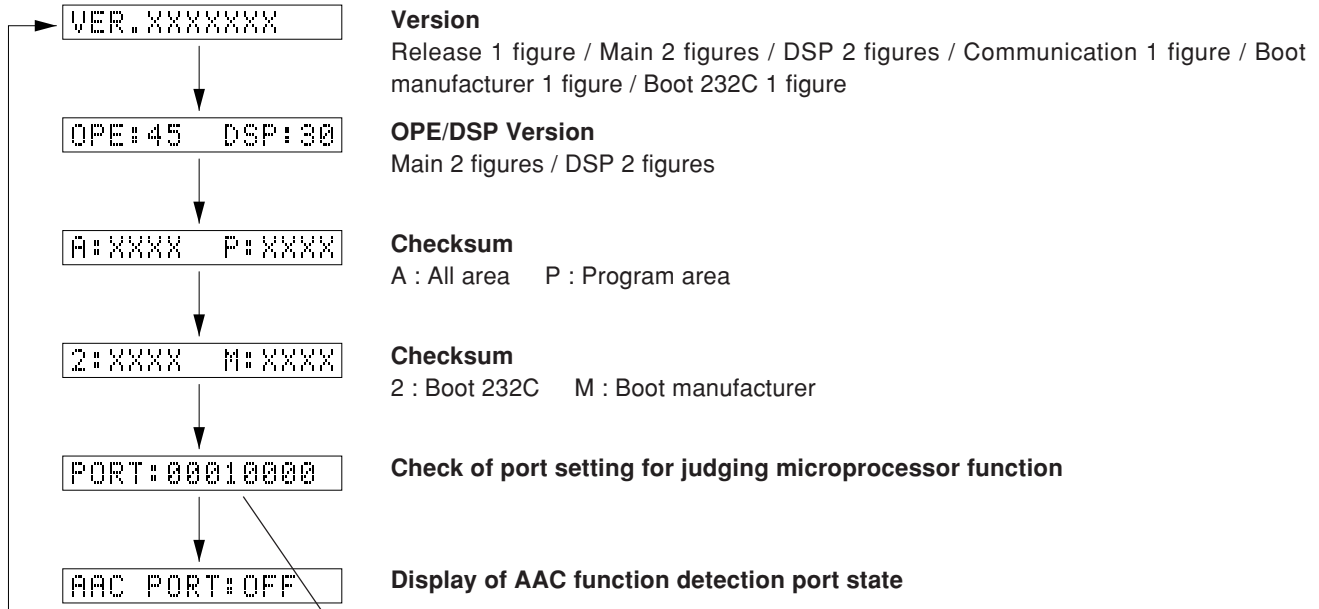 VER.XXXXXXX
Version
Release 1 figure / Main 2 figures / DSP 2 figures / Communication 1 figure / Boot
manufacturer 1 figure / Boot 232C 1 figure
OPE:45  DSP:30
OPE/DSP Version
Main 2 figures / DSP 2 figures
A:XXXX  P:XXXX
Checksum
A : All area P : Program area
2:XXXX  M:XXXX
Checksum
2 : Boot 232C M : Boot manufacturer
PORT:00010000
Check of port setting for judging microprocessor function
AAC PORT:OFF
Display of AAC function detection port state